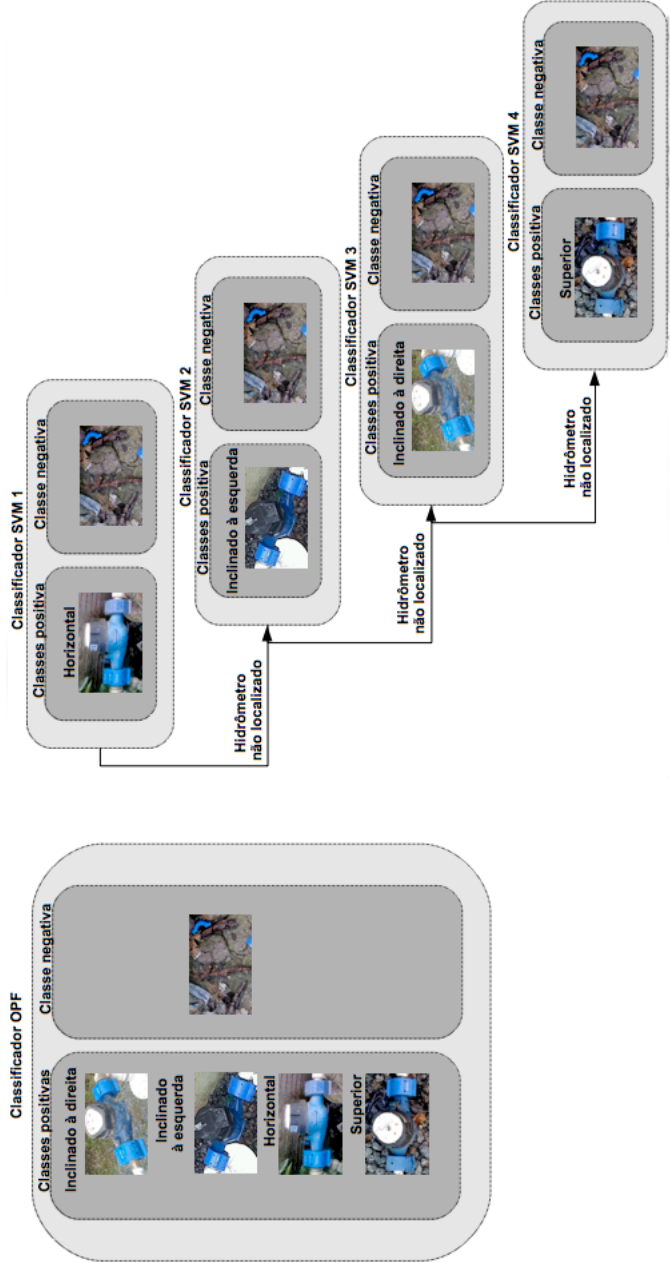 Classificador OPF
Classes positivas
Inclinado à direita
Inclinado
à esquerda
Horizontal
Superior
Classe negativa
Classificador SVM 1
Classes positiva
Horizontal
Classe negativa
Hidrômetro
não localizado
Classificador SVM 2
Classes positiva
Inclinado à esquerda
Classe negativa
Hidrômetro
não localizado
Classificador SVM 3
Classes positiva
Inclinado à direita
Classe negativa
Hidrômetro
não localizado
Classificador SVM 4
Classes positiva
Superior
Classe negativa